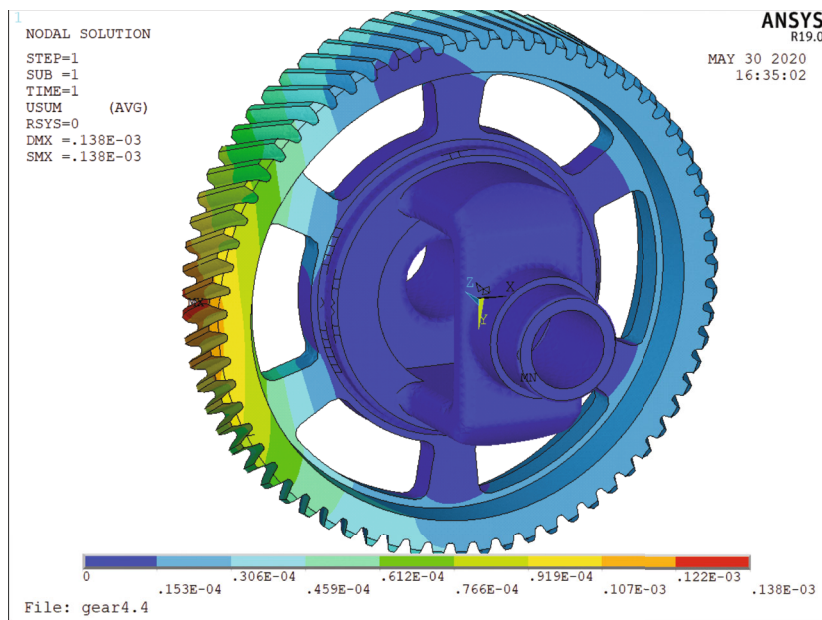 1
NODAL SOLUTION
STEP=1
SUB =1
TIME=1
USUM (AVG)
RSYS=0
DMX =.138E-03
SMX =.138E-03
ANSYS
R19.0
MAY 30 2020
16:35:02
MX
Z
X
Y
MN
0 .306E-04 .612E-04 .919E-04 .122E-03
.153E-04 .459E-04 .766E-04 .107E-03 .138E-03
File: gear4.4